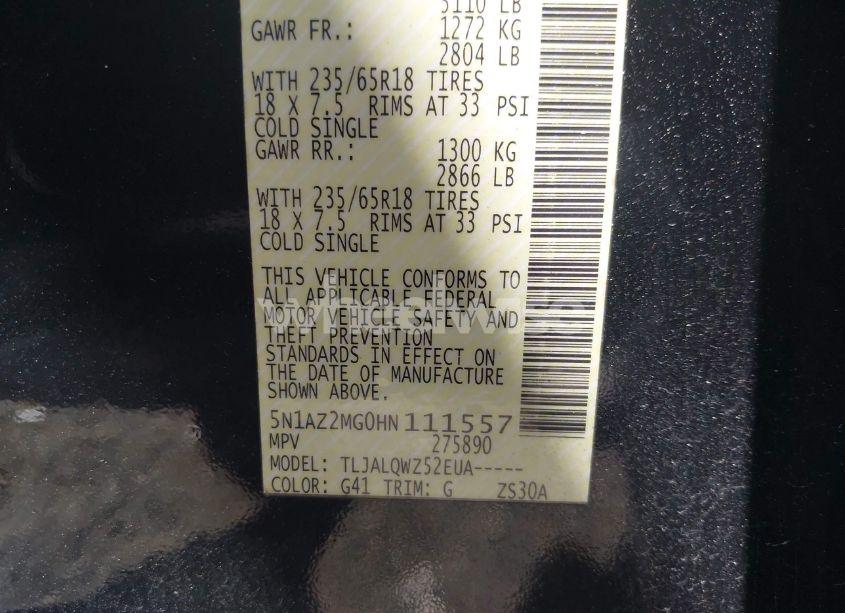 5110 LB
GAWR FR.: 1272 KG
2804 LB
WITH 235/65R18 TIRES
18 X 7.5 RIMS AT 33 PSI
COLD SINGLE
GAWR RR.: 1300 KG
2866 LB
WITH 235/65R18 TIRES
18 X 7.5 RIMS AT 33 PSI
COLD SINGLE
THIS VEHICLE CONFORMS TO
ALL APPLICABLE FEDERAL
MOTOR VEHICLE SAFETY AND
THEFT PREVENTION
STANDARDS IN EFFECT ON
THE DATE OF MANUFACTURE
SHOWN ABOVE.
5N1AZ2MG0HN111557
MPV 275890
MODEL: TLJALQWZ52EUA-----
COLOR: G41 TRIM: G ZS30A